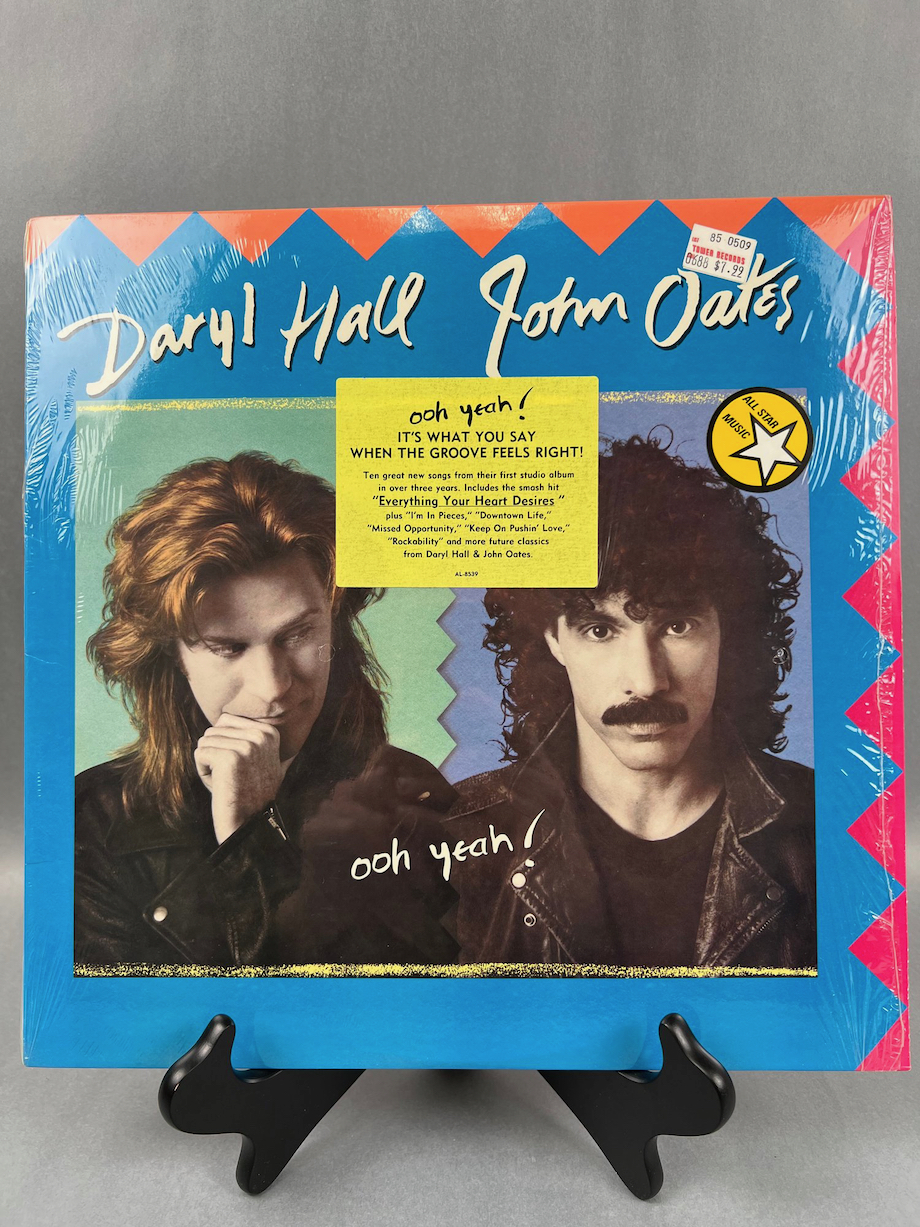 85 0509
TOWER RECORDS
0588 $7.99
Daryl Hall John Oates
ooh yeah!
IT'S WHAT YOU SAY
WHEN THE GROOVE FEELS RIGHT!
Ten great new songs from their first studio album
in over three years. Includes the smash hit
"Everything Your Heart Desires"
plus "I'm In Pieces," "Downtown Life,"
"Missed Opportunity," "Keep On Pushin' Love,"
"Rockability" and more future classics
from Daryl Hall & John Oates.
AL-8539
ALL STAR
MUSIC
ooh yeah!